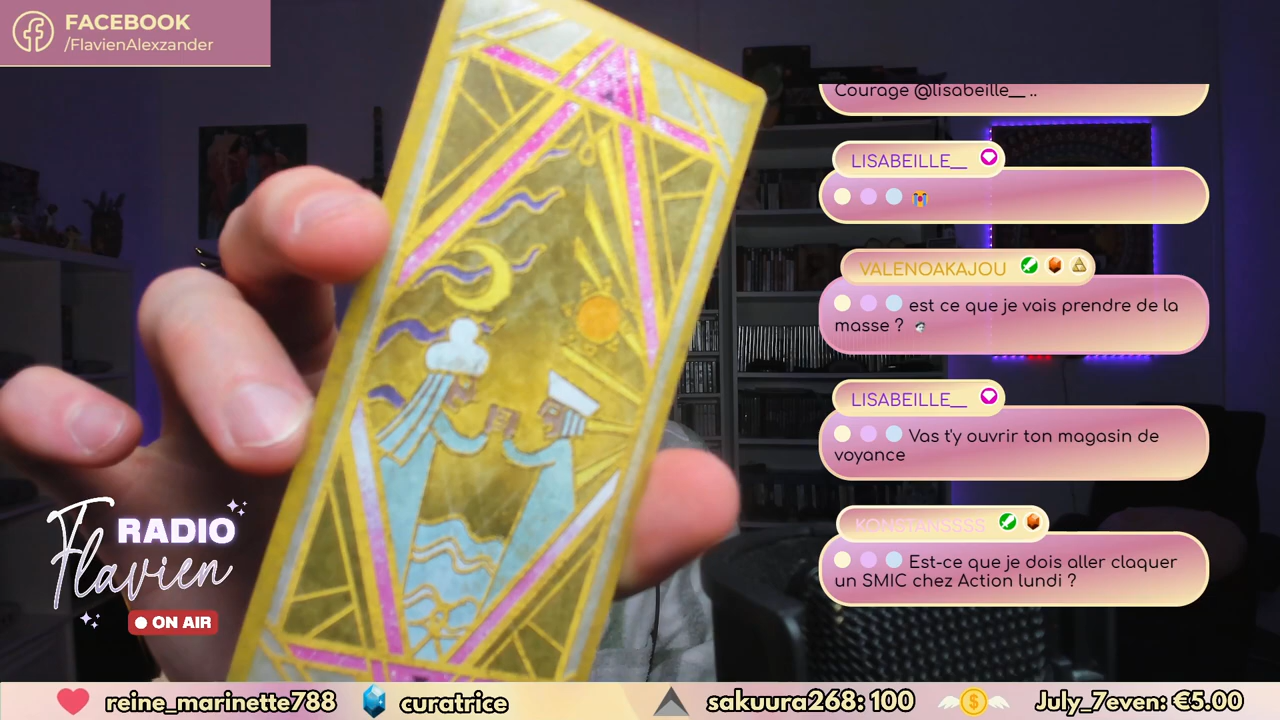 FACEBOOK
/FlavienAlexzander
Courage @lisabeille__ ..
LISABEILLE__
😭
VALENOAKAJOU
est ce que je vais prendre de la
masse ?
LISABEILLE__
Vas t'y ouvrir ton magasin de
voyance
KONSTANSSSS
Est-ce que je dois aller claquer
un SMIC chez Action lundi ?
RADIO
Flavien
ON AIR
reine_marinette788
curatrice
sakuura268: 100
July_7even: €5.00